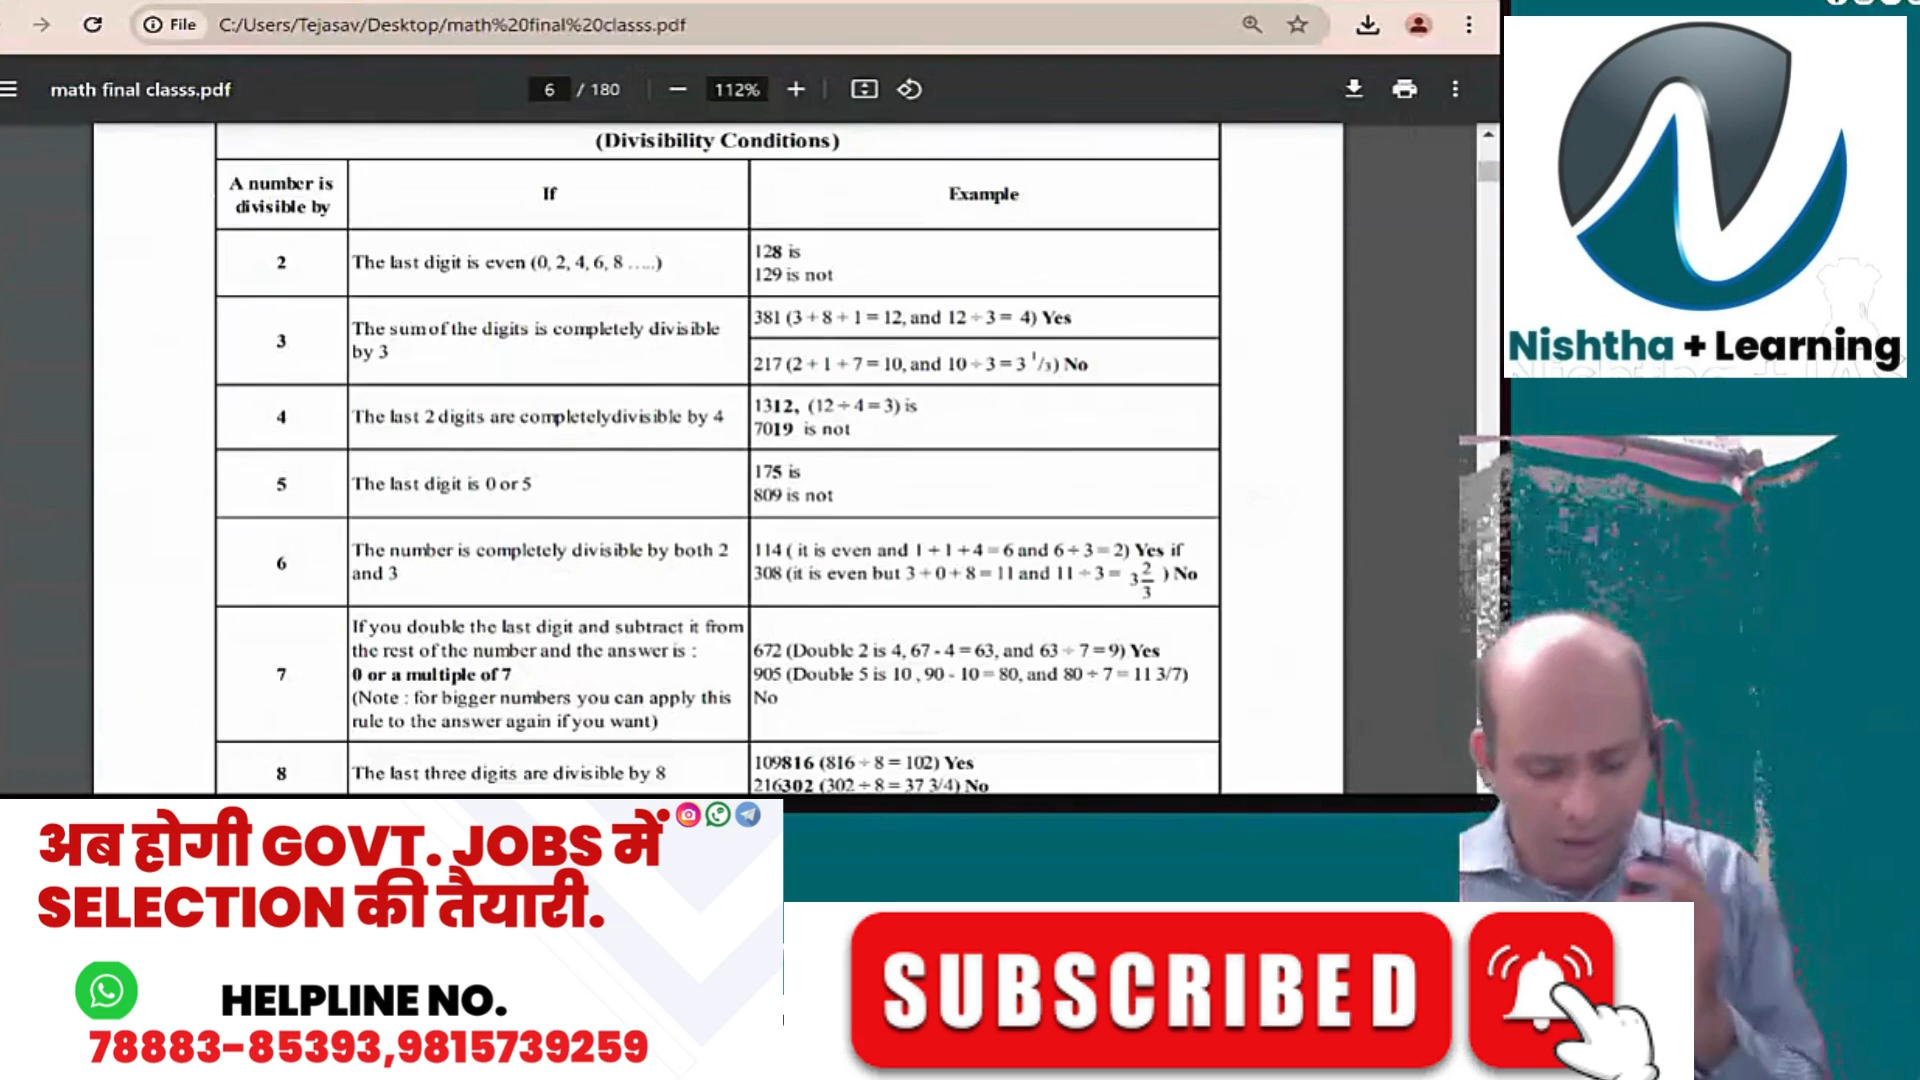 File C:/Users/Tejasav/Desktop/math%20final%20classs.pdf
math final classs.pdf
6 / 180
112%
(Divisibility Conditions)
A number is
divisible by
If
Example
2
The last digit is even (0, 2, 4, 6, 8 .....)
128 is
129 is not
3
The sum of the digits is completely divisible
by 3
381 (3 + 8 + 1 = 12, and 12 ÷ 3 = 4) Yes
217 (2 + 1 + 7 = 10, and 10 ÷ 3 = 3 1/3) No
4
The last 2 digits are completelydivisible by 4
1312, (12 ÷ 4 = 3) is
7019 is not
5
The last digit is 0 or 5
175 is
809 is not
6
The number is completely divisible by both 2
and 3
114 ( it is even and 1 + 1 + 4 = 6 and 6 ÷ 3 = 2) Yes if
308 (it is even but 3 + 0 + 8 = 11 and 11 ÷ 3 = 3 2/3 ) No
7
If you double the last digit and subtract it from
the rest of the number and the answer is :
0 or a multiple of 7
(Note : for bigger numbers you can apply this
rule to the answer again if you want)
672 (Double 2 is 4, 67 - 4 = 63, and 63 ÷ 7 = 9) Yes
905 (Double 5 is 10 , 90 - 10 = 80, and 80 ÷ 7 = 11 3/7)
No
8
The last three digits are divisible by 8
109816 (816 ÷ 8 = 102) Yes
216302 (302 ÷ 8 = 37 3/4) No
Nishtha + Learning
अब होगी GOVT. JOBS में
SELECTION की तैयारी.
HELPLINE NO.
78883-85393,9815739259
SUBSCRIBED